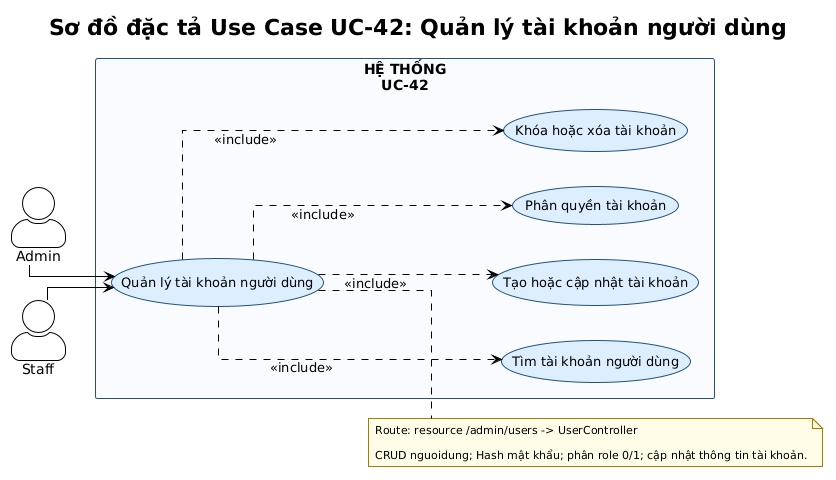 Sơ đồ đặc tả Use Case UC-42: Quản lý tài khoản người dùng
HỆ THỐNG
UC-42
Khóa hoặc xóa tài khoản
«include»
Phân quyền tài khoản
«include»
Admin
Quản lý tài khoản người dùng
Tạo hoặc cập nhật tài khoản
«include»
Staff
Tìm tài khoản người dùng
«include»
Route: resource /admin/users -> UserController
CRUD nguoidung; Hash mật khẩu; phân role 0/1; cập nhật thông tin tài khoản.